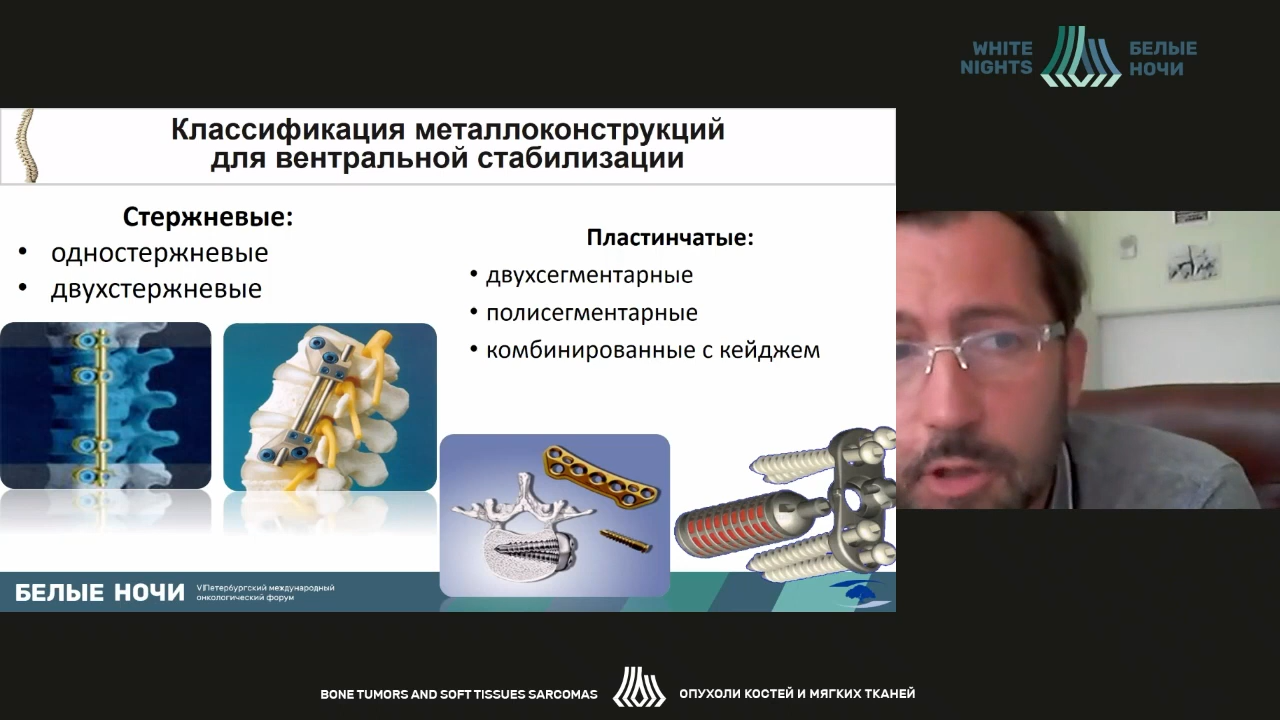 WHITE
NIGHTS
БЕЛЫЕ
НОЧИ
Классификация металлоконструкций
для вентральной стабилизации
Стержневые:
• одностержневые
• двухстержневые
Пластинчатые:
• двухсегментарные
• полисегментарные
• комбинированные с кейджем
БЕЛЫЕ НОЧИ
VIПетербургский международный
онкологический форум
BONE TUMORS AND SOFT TISSUES SARCOMAS
ОПУХОЛИ КОСТЕЙ И МЯГКИХ ТКАНЕЙ